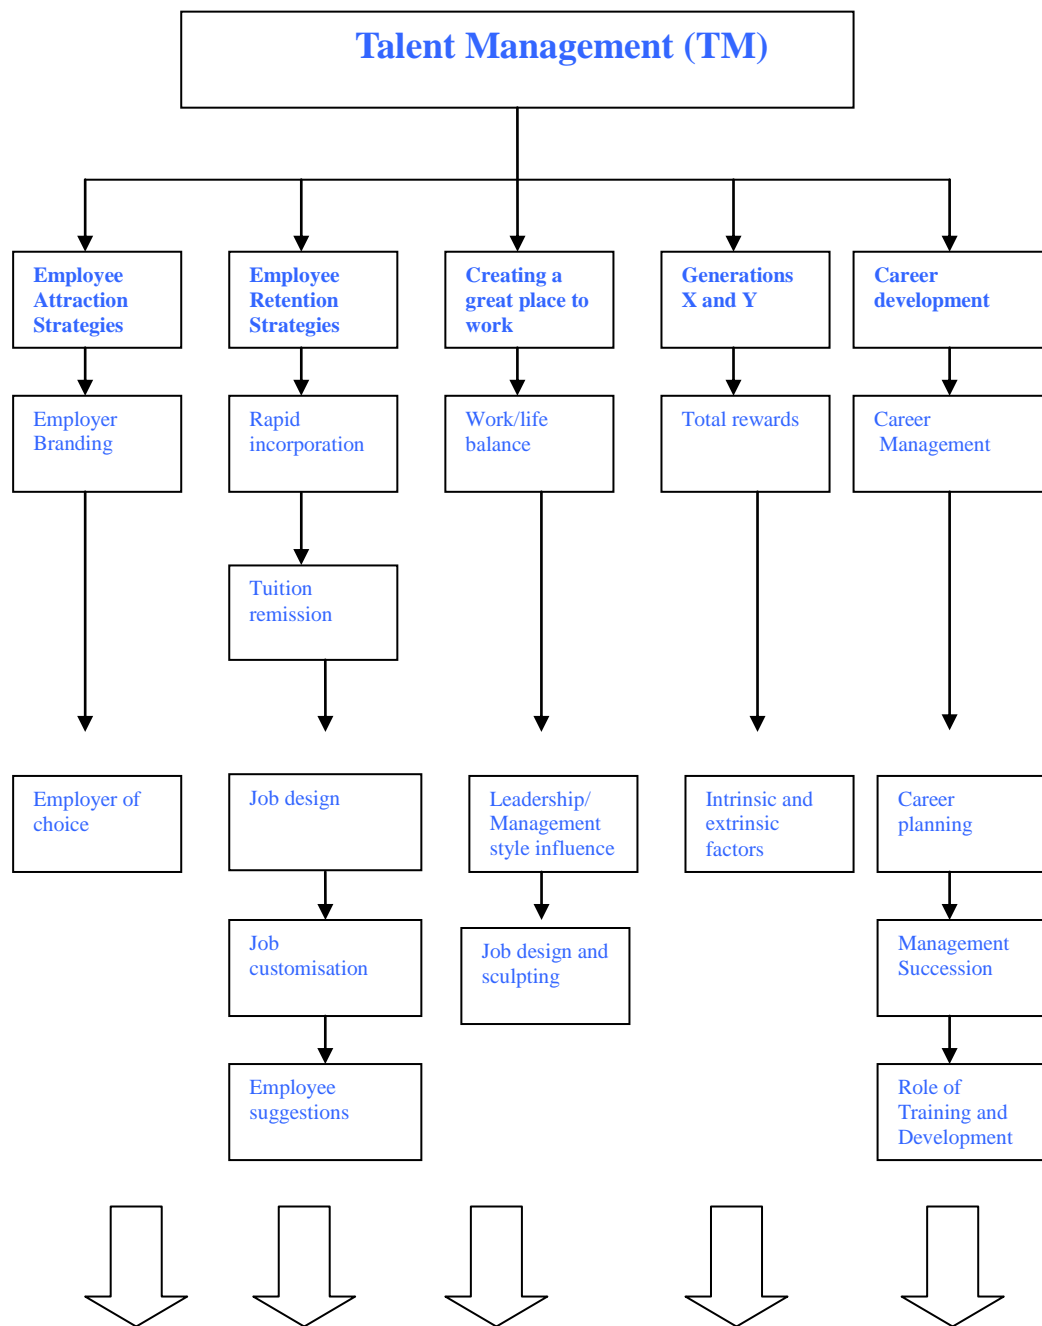 Talent Management (TM)
Employee
Attraction
Strategies
Employee
Retention
Strategies
Creating a
great place to
work
Generations
X and Y
Career
development
Employer
Branding
Rapid
incorporation
Work/life
balance
Total rewards
Career
Management
Tuition
remission
Employer of
choice
Job design
Leadership/
Management
style influence
Intrinsic and
extrinsic
factors
Career
planning
Job
customisation
Job design and
sculpting
Management
Succession
Employee
suggestions
Role of
Training and
Development